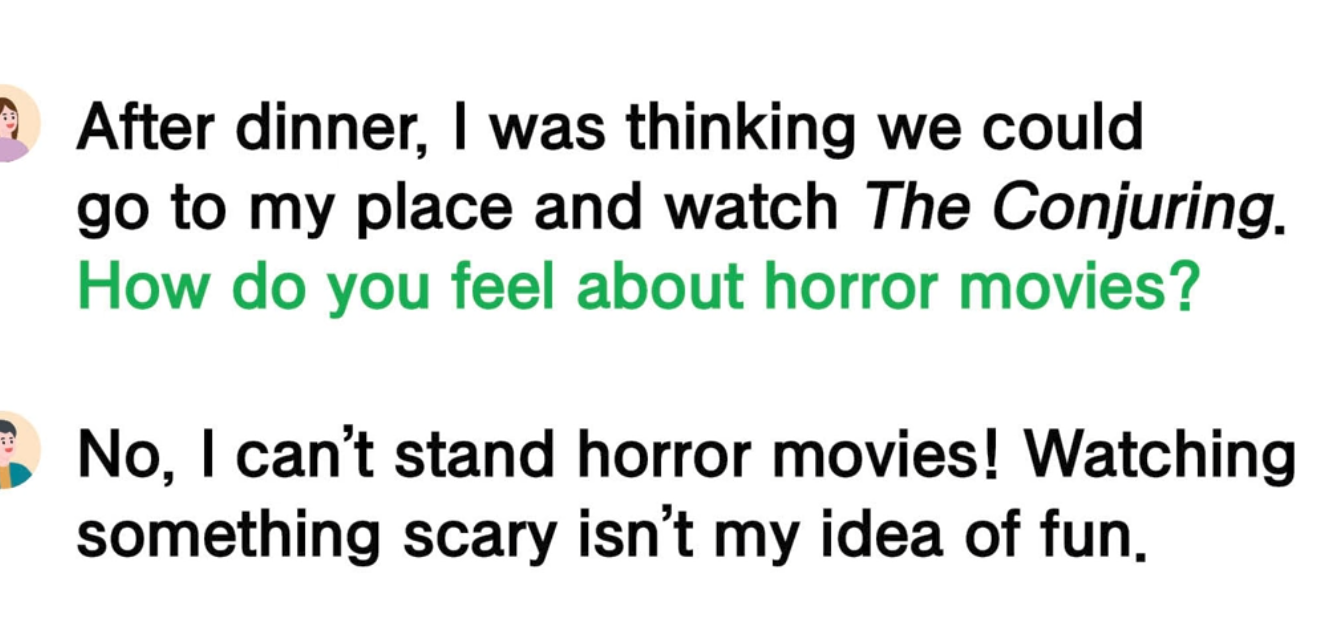 After dinner, I was thinking we could
go to my place and watch The Conjuring.
How do you feel about horror movies?
No, I can’t stand horror movies! Watching
something scary isn’t my idea of fun.